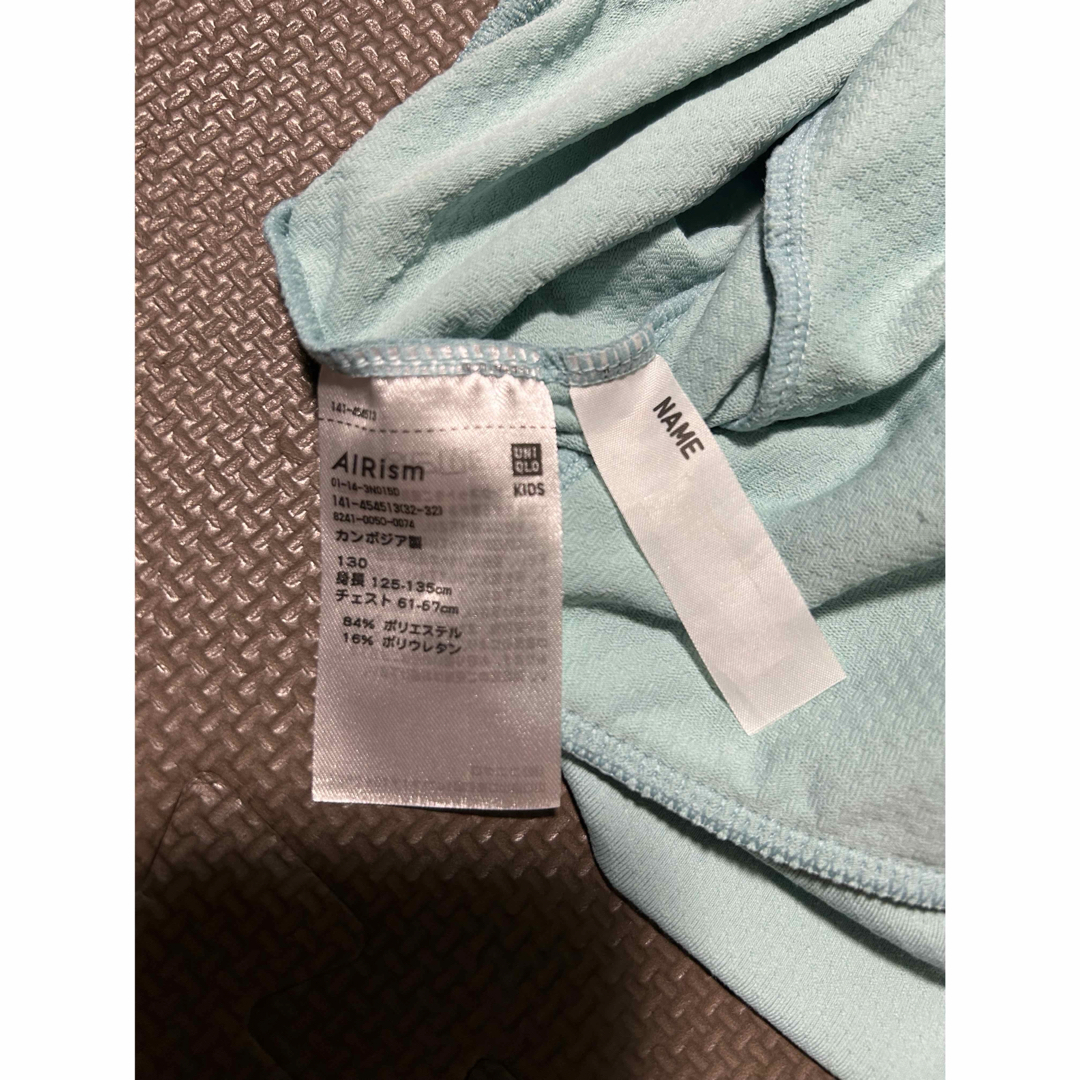 141-454513
AIRism
UNI
QLO
KIDS
01-14-3N015D
141-454513(32-32)
8241-0050-0074
カンボジア製
130
身長 125-135cm
チェスト 61-67cm
84% ポリエステル
16% ポリウレタン
NAME